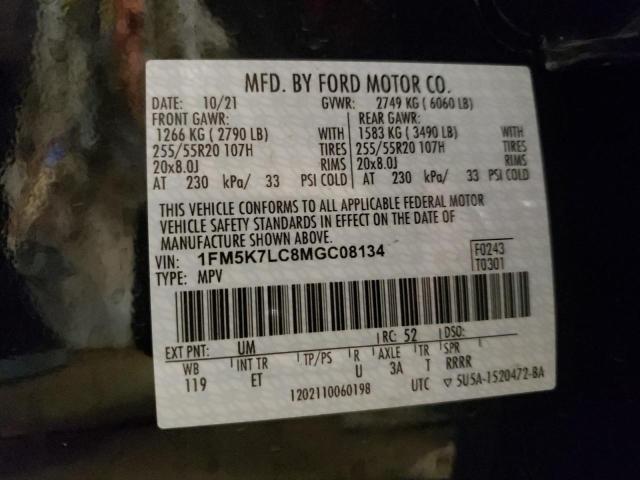 MFD. BY FORD MOTOR CO.
DATE: 10/21 GVWR: 2749 KG ( 6060 LB)
FRONT GAWR: REAR GAWR:
1266 KG ( 2790 LB) WITH 1583 KG ( 3490 LB) WITH
255/55R20 107H TIRES 255/55R20 107H TIRES
20x8.0J RIMS 20x8.0J RIMS
AT 230 kPa/ 33 PSI COLD AT 230 kPa/ 33 PSI COLD
THIS VEHICLE CONFORMS TO ALL APPLICABLE FEDERAL MOTOR
VEHICLE SAFETY STANDARDS IN EFFECT ON THE DATE OF
MANUFACTURE SHOWN ABOVE.
VIN: 1FM5K7LC8MGC08134 F0243
TYPE: MPV T0301
EXT PNT: UM RC: 52 DSO:
WB INT TR TP/PS R AXLE TR SPR
119 ET U 3A T RRRR
1202110060198 UTC ▽ 5U5A-1520472-BA